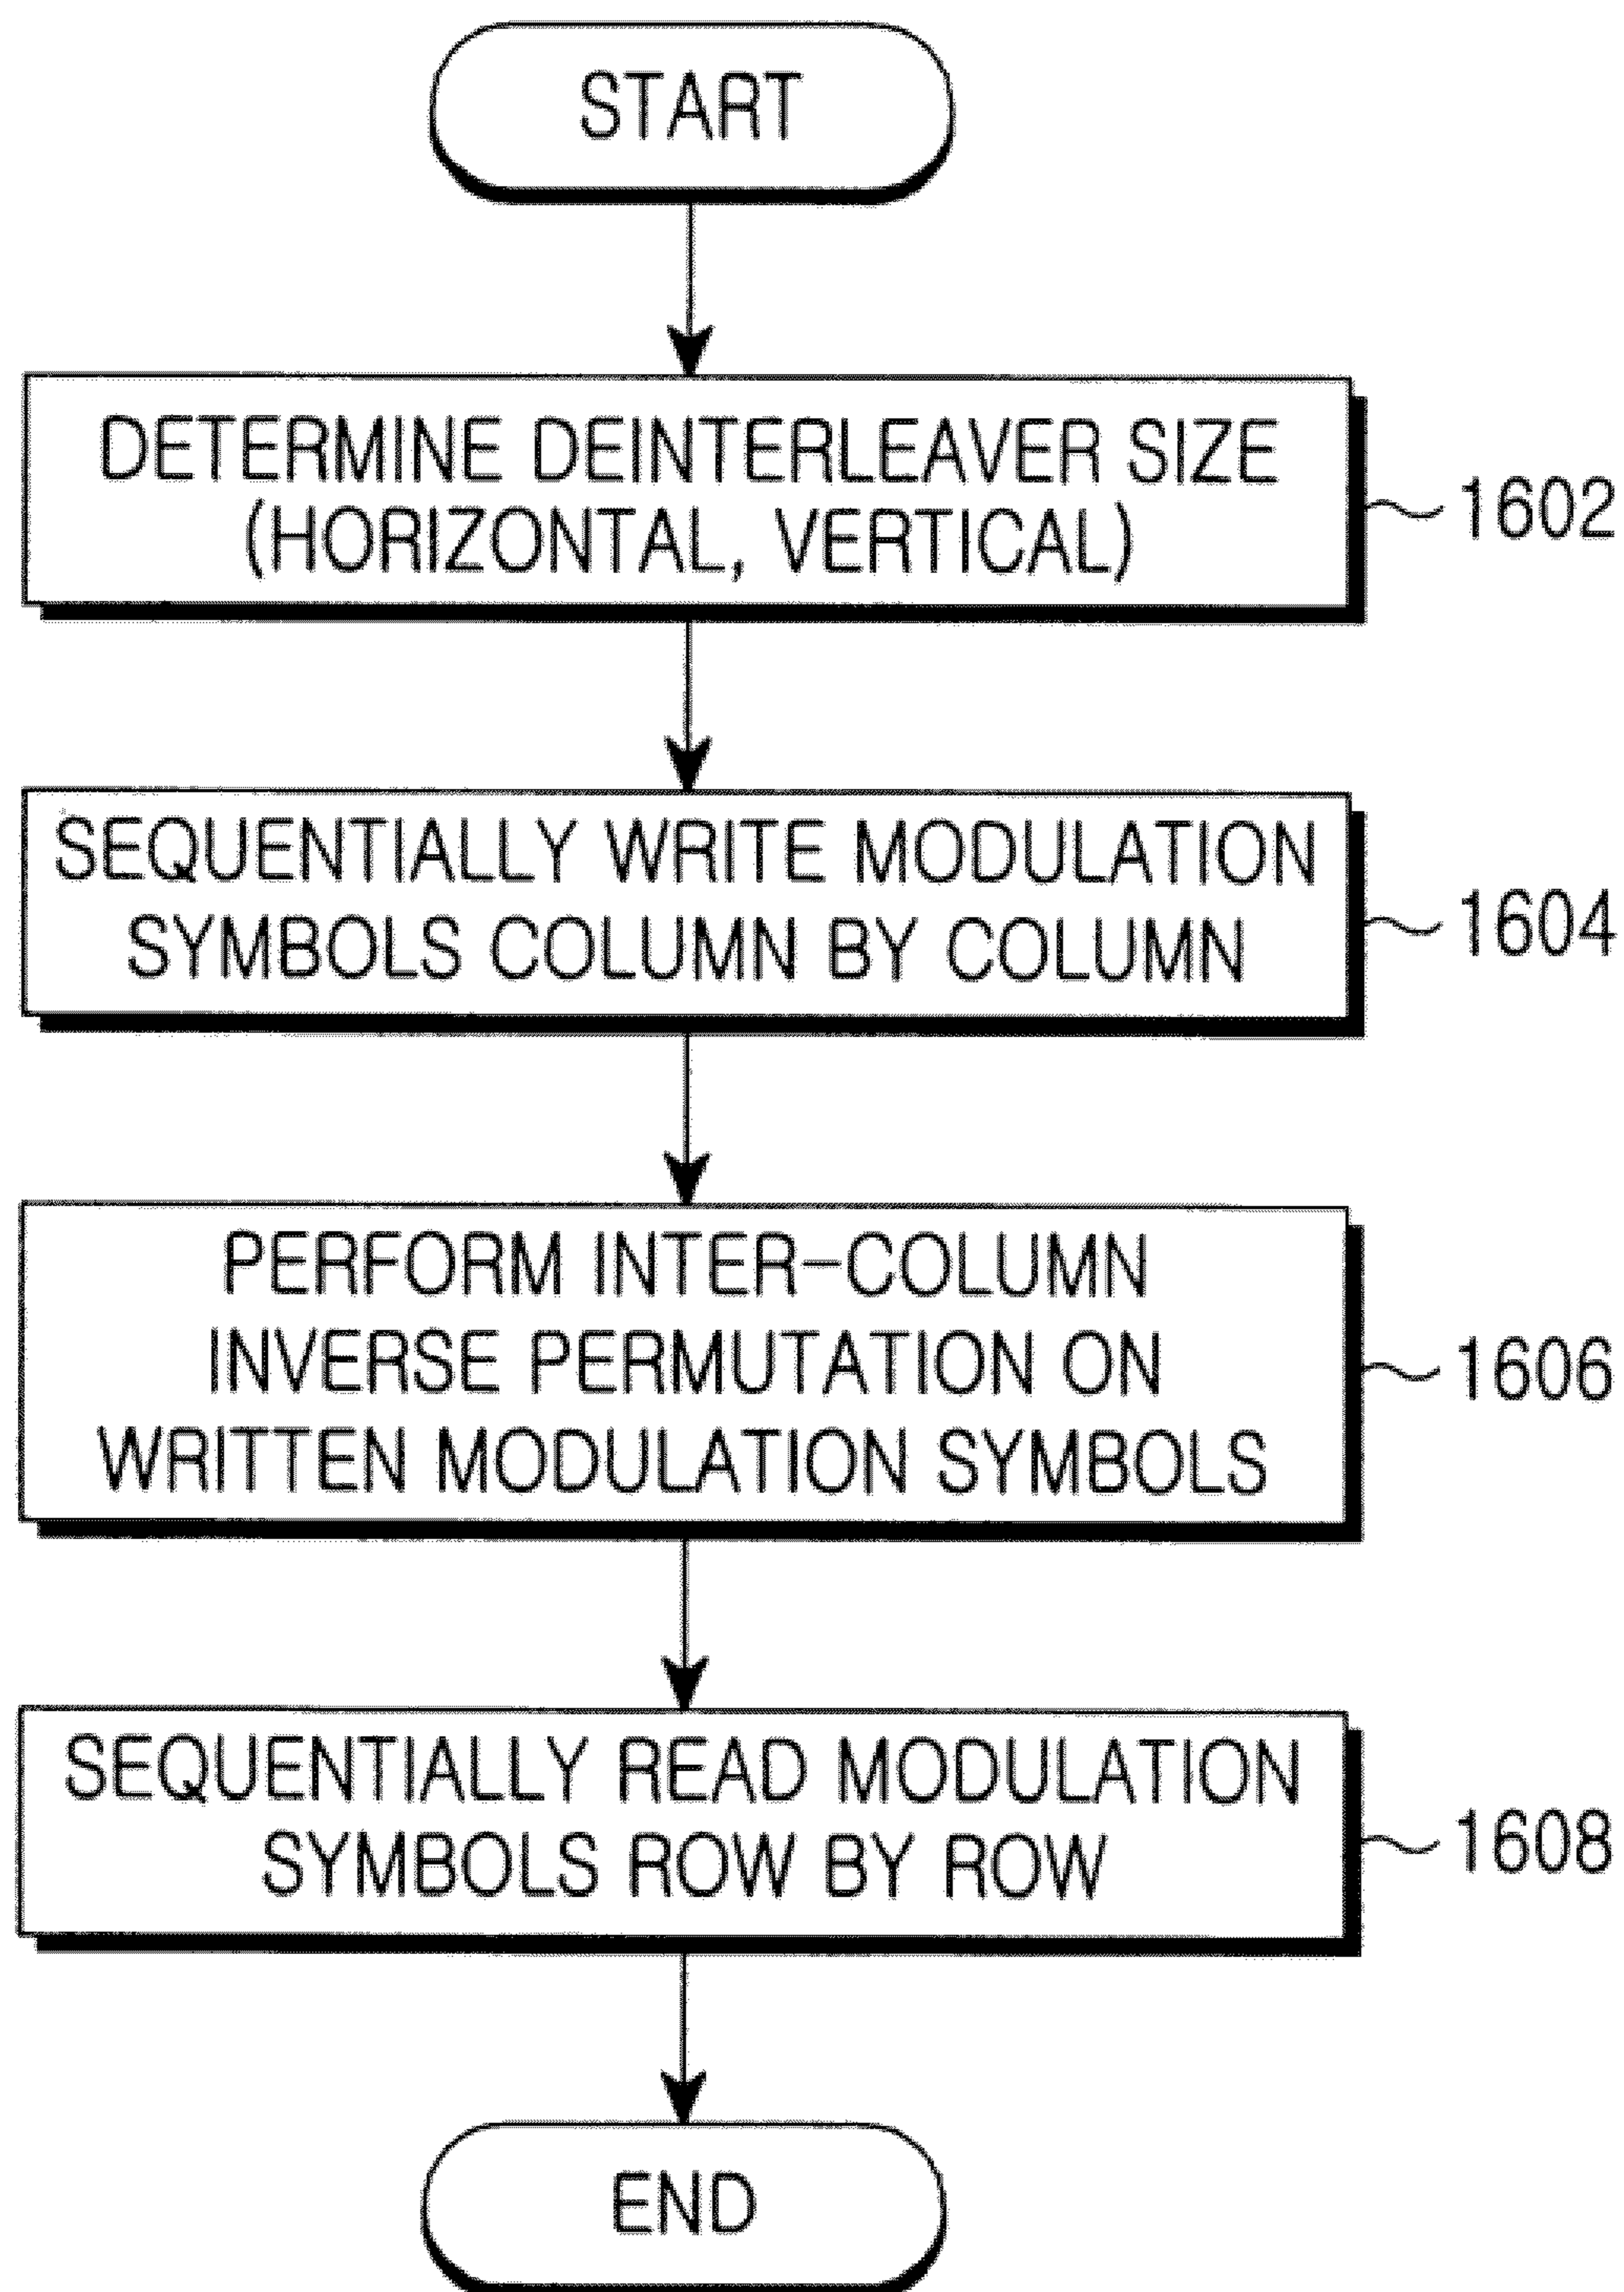 START
DETERMINE DEINTERLEAVER SIZE
(HORIZONTAL, VERTICAL)
1602
SEQUENTIALLY WRITE MODULATION
SYMBOLS COLUMN BY COLUMN
1604
PERFORM INTER-COLUMN
INVERSE PERMUTATION ON
WRITTEN MODULATION SYMBOLS
1606
SEQUENTIALLY READ MODULATION
SYMBOLS ROW BY ROW
1608
END